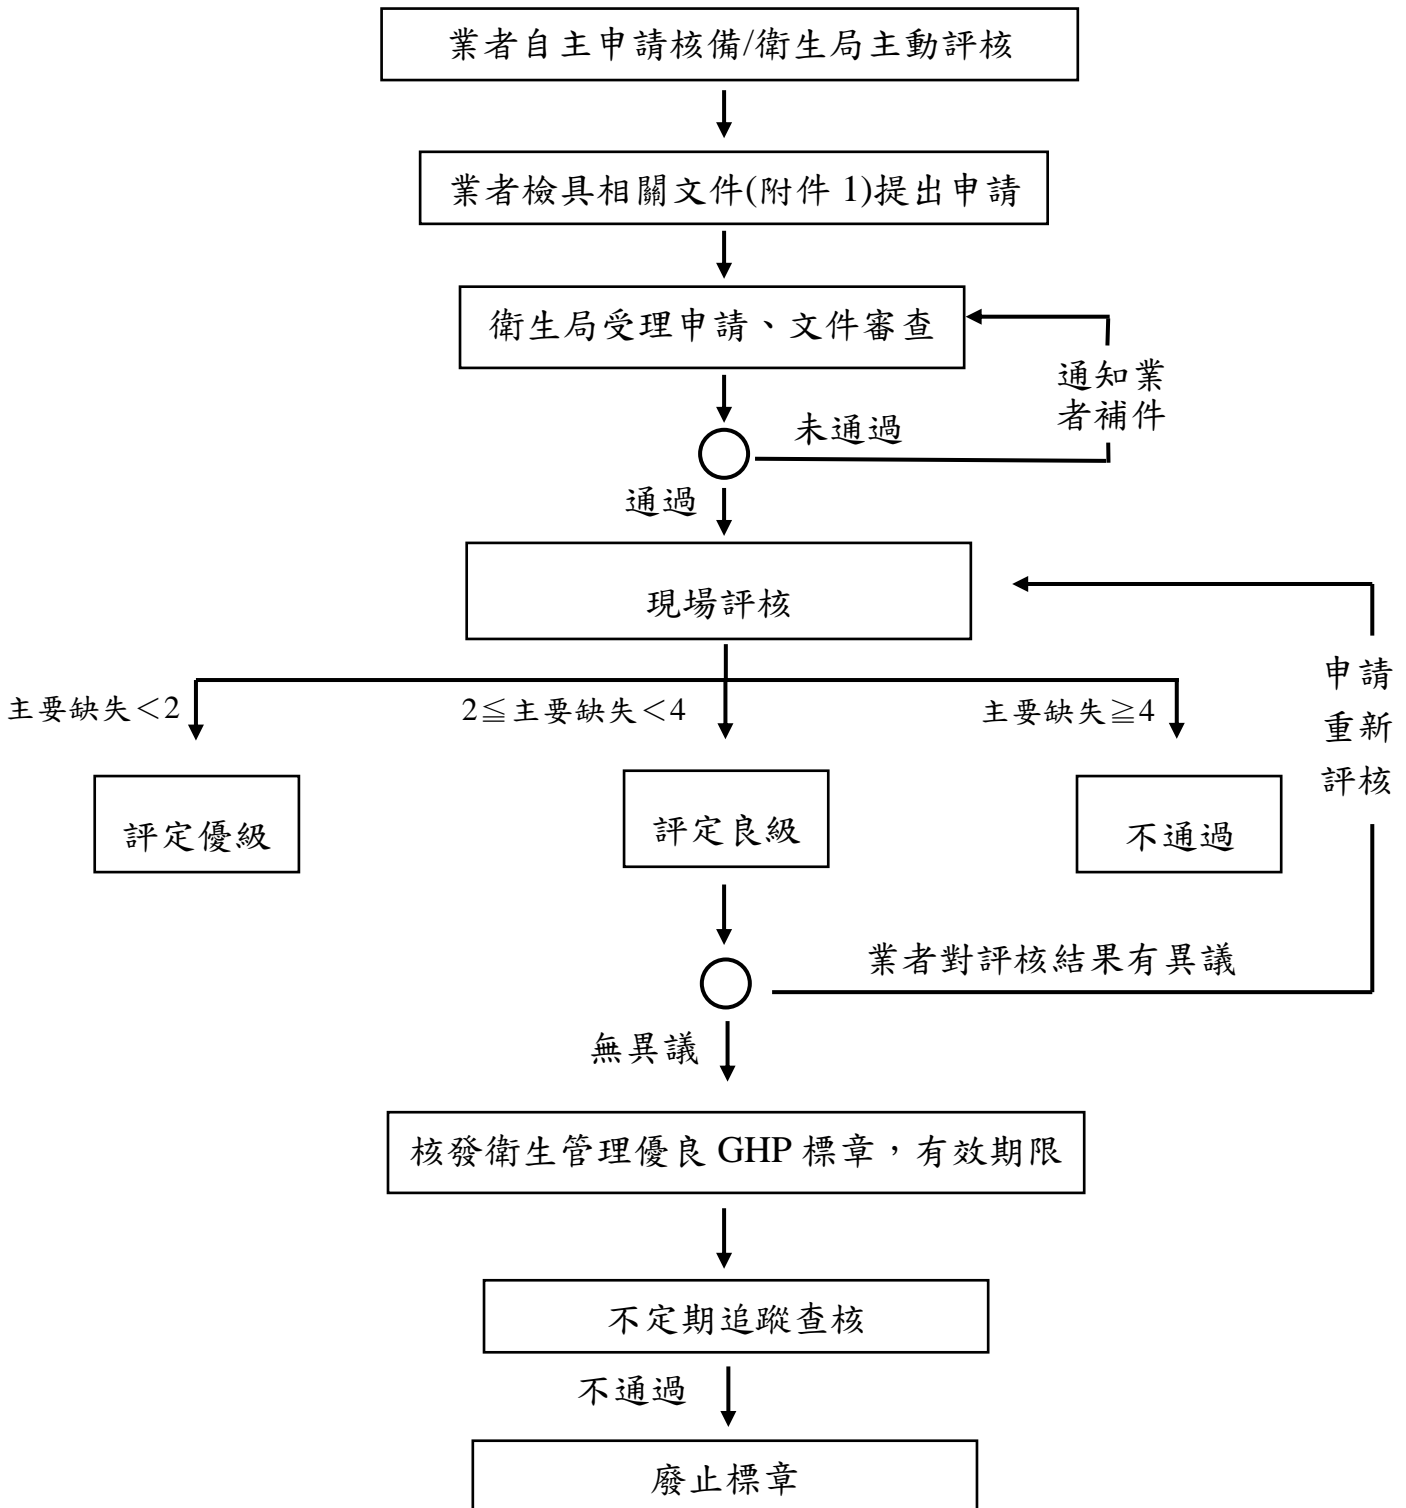 業者自主申請核備/衛生局主動評核
業者檢具相關文件(附件 1)提出申請
衛生局受理申請、文件審查
通知業
者補件
未通過
通過
現場評核
申請
重新
評核
主要缺失＜2
2≦主要缺失＜4
主要缺失≧4
評定優級
評定良級
不通過
業者對評核結果有異議
無異議
核發衛生管理優良 GHP 標章，有效期限
不定期追蹤查核
不通過
廢止標章